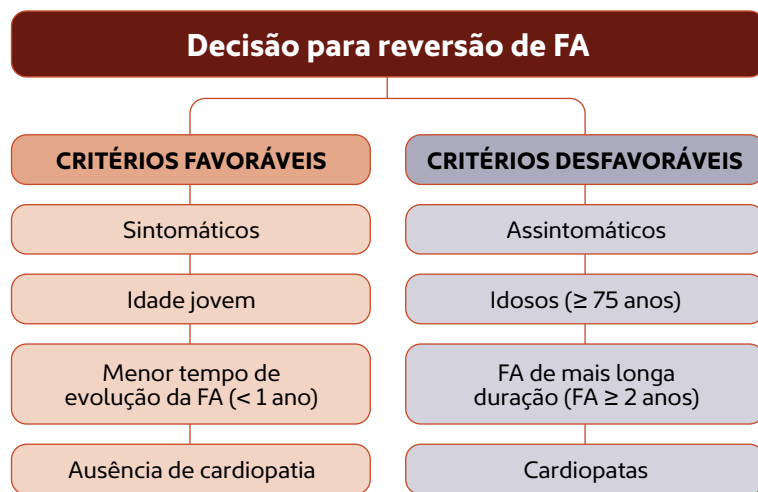 Decisão para reversão de FA
CRITÉRIOS FAVORÁVEIS
Sintomáticos
Idade jovem
Menor tempo de
evolução da FA (< 1 ano)
Ausência de cardiopatia
CRITÉRIOS DESFAVORÁVEIS
Assintomáticos
Idosos (≥ 75 anos)
FA de mais longa
duração (FA ≥ 2 anos)
Cardiopatas